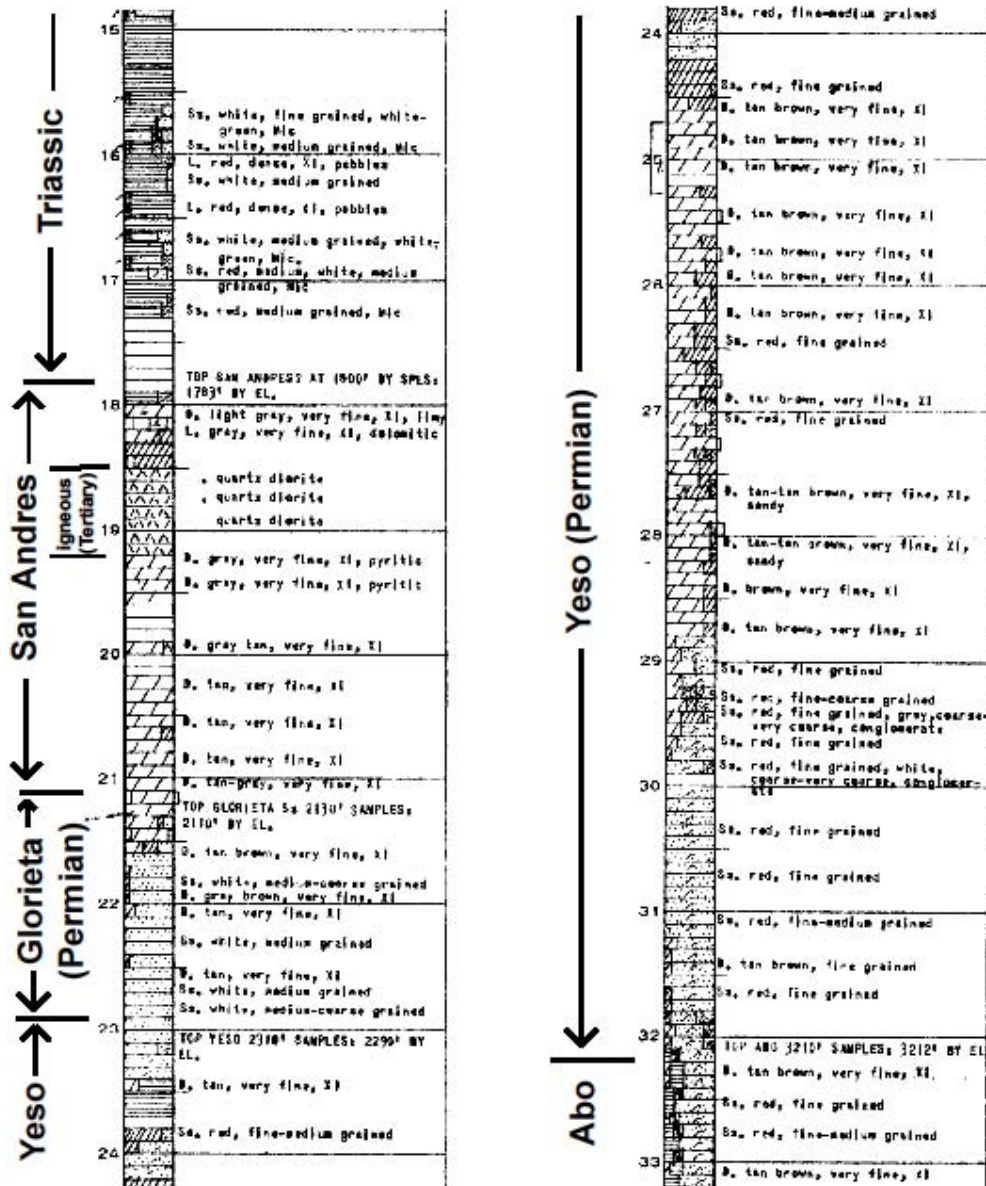 15
Triassic
Ss. white, fine grained, white-
green, Mic
Ss. white, medium grained, Mic
16
L. red, dense, Xl, pebbles
Ss. white, medium grained
L. red, dense, Xl, pebbles
Ss. white, medium grained, white-
green, Mic.
Ss. red, medium, white, medium
grained, Mic
17
Ss. red, medium grained, Mic
TOP SAN ANDRESS AT 1800' BY SPLS:
1783' BY EL.
18
San Andres
D. light gray, very fine, Xl, limy
L. gray, very fine, Xl, dolomitic
Igneous
(Tertiary)
quartz diorite
quartz diorite
quartz diorite
19
D. gray, very fine, Xl, pyritic
D. gray, very fine, Xl, pyritic
D. gray tan, very fine, Xl
20
D. tan, very fine, Xl
D. tan, very fine, Xl
D. tan, very fine, Xl
21
D. tan-gray, very fine, Xl
TOP GLORIETA Ss 2130' SAMPLES:
2110' BY EL.
Glorieta
(Permian)
D. tan brown, very fine, Xl
Ss. white, medium-coarse grained
D. gray brown, very fine, Xl
22
D. tan, very fine, Xl
Ss. white, medium grained
D. tan, very fine, Xl
Ss. white, medium grained
Ss. white, medium-coarse grained
23
TOP YESO 2310' SAMPLES: 2290' BY
EL.
Yeso
D. tan, very fine, Xl
Ss. red, fine-medium grained
24
Ss. red, fine-medium grained
24
Ss. red, fine grained
D. tan brown, very fine, Xl
D. tan brown, very fine, Xl
25
D. tan brown, very fine, Xl
D. tan brown, very fine, Xl
D. tan brown, very fine, Xl
D. tan brown, very fine, Xl
26
D. tan brown, very fine, Xl
Ss. red, fine grained
D. tan brown, very fine, Xl
27
Ss. red, fine grained
Yeso (Permian)
D. tan-tan brown, very fine, Xl,
sandy
28
D. tan-tan brown, very fine, Xl,
sandy
D. brown, very fine, Xl
D. tan brown, very fine, Xl
29
Ss. red, fine grained
Ss. red, fine-coarse grained
Ss. red, fine grained, gray, coarse-
very coarse, conglomerate
Ss. red, fine grained
Ss. red, fine grained, white,
coarse-very coarse, conglomer-
ate
30
Ss. red, fine grained
Ss. red, fine grained
31
Ss. red, fine-medium grained
D. tan brown, fine grained
Ss. red, fine grained
32
TOP ABO 3210' SAMPLES: 3212' BY EL
Abo
D. tan brown, very fine, Xl.
Ss. red, fine grained
Ss. red, fine-medium grained
33
D. tan brown, very fine, Xl